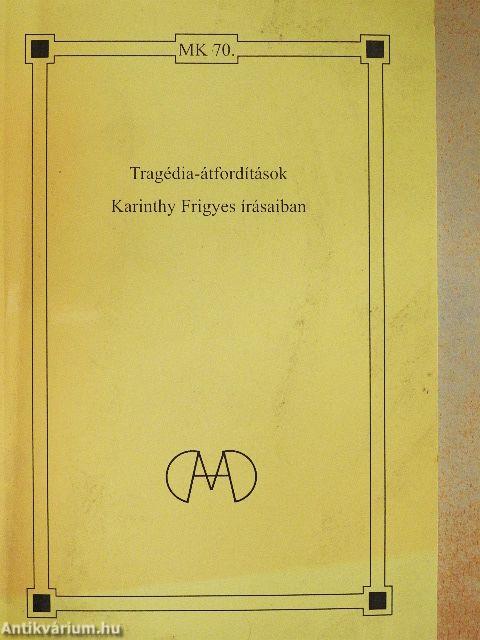 MK 70.
Tragédia-átfordítások
Karinthy Frigyes írásaiban
Antikvárium.hu